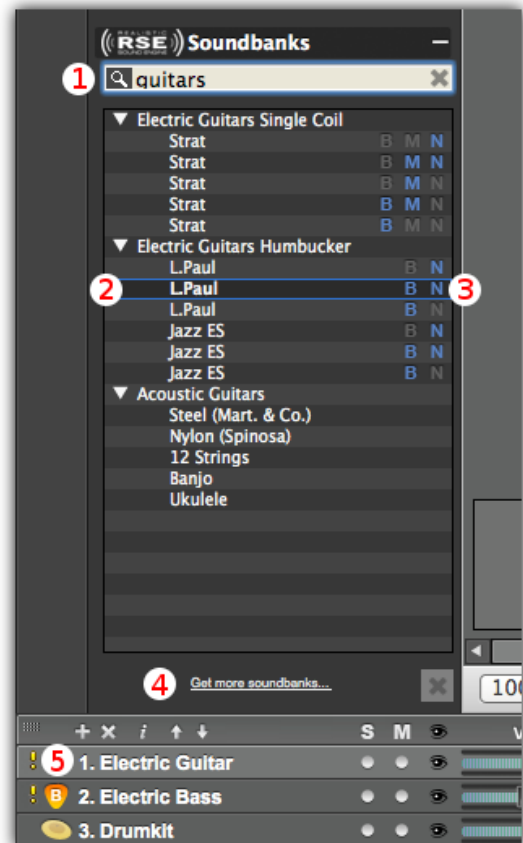 REALISTIC
((RSE)) Soundbanks –
SOUND ENGINE
1 guitars
Electric Guitars Single Coil
Strat B M N
Strat B M N
Strat B M N
Strat B M N
Strat B M N
Electric Guitars Humbucker
L.Paul B N
2 L.Paul B N 3
L.Paul B N
Jazz ES B N
Jazz ES B N
Jazz ES B N
Acoustic Guitars
Steel (Mart. & Co.)
Nylon (Spinosa)
12 Strings
Banjo
Ukulele
4 Get more soundbanks...
100
i S M
! 5 1. Electric Guitar
! B 2. Electric Bass
3. Drumkit